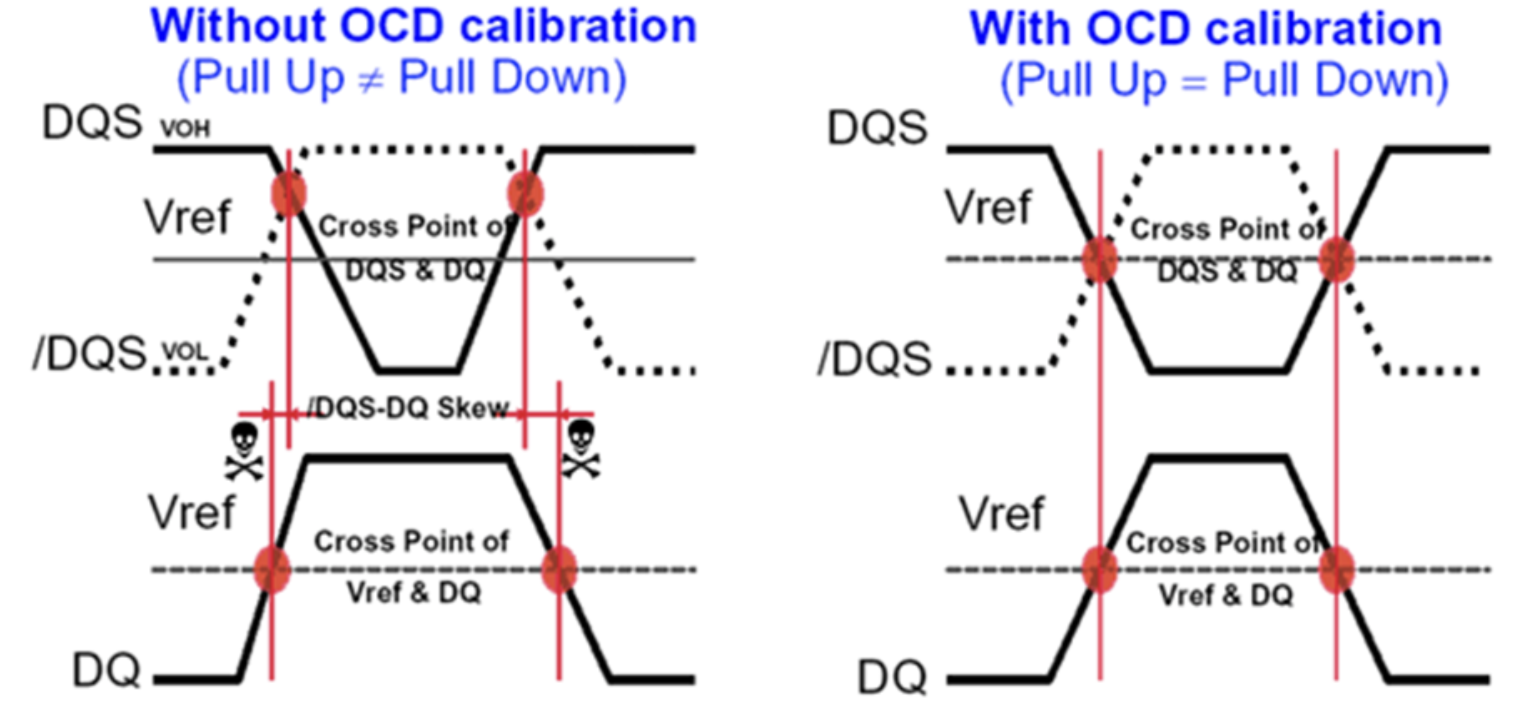 Without OCD calibration
(Pull Up ≠ Pull Down)
DQS VOH
Vref
Cross Point of
DQS & DQ
/DQS VOL
/DQS-DQ Skew
Vref
Cross Point of
Vref & DQ
DQ
With OCD calibration
(Pull Up = Pull Down)
DQS
Vref
Cross Point of
DQS & DQ
/DQS
Vref
Cross Point of
Vref & DQ
DQ